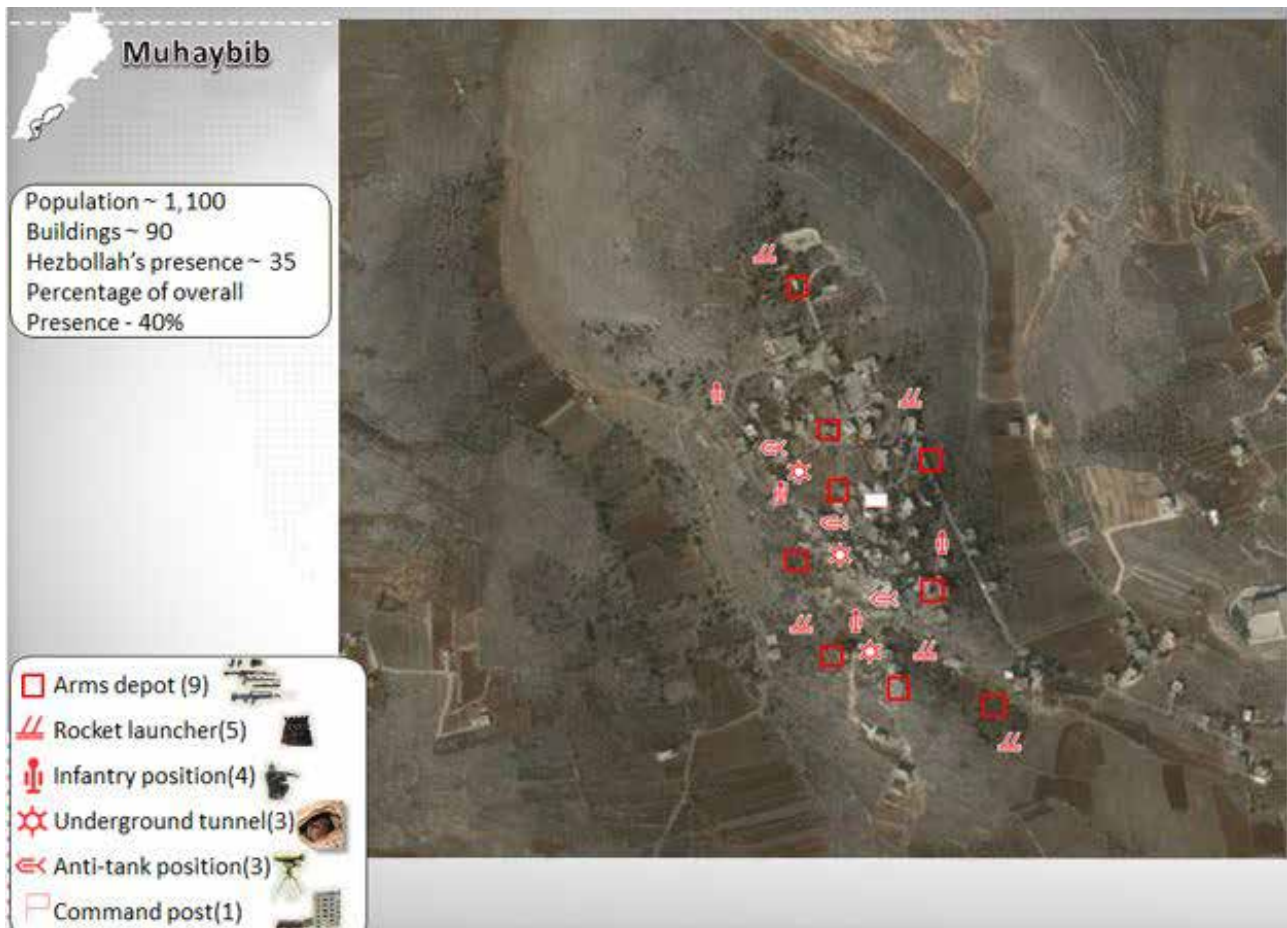 Muhaybib
Population ~ 1,100
Buildings ~ 90
Hezbollah's presence ~ 35
Percentage of overall
Presence - 40%
Arms depot (9)
Rocket launcher(5)
Infantry position(4)
Underground tunnel(3)
Anti-tank position(3)
Command post(1)